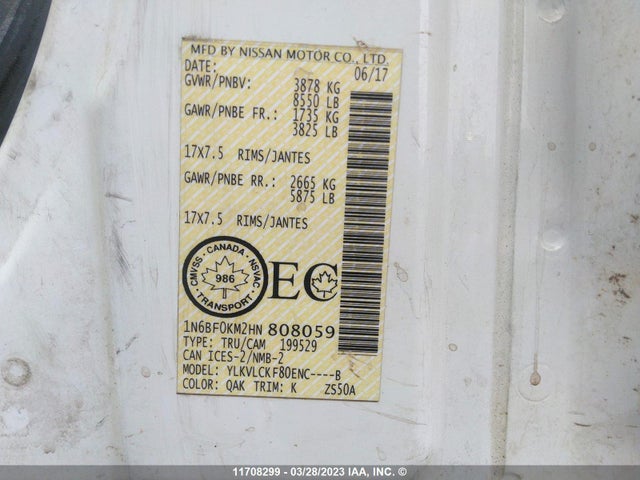 MFD BY NISSAN MOTOR CO., LTD.
DATE: 06/17
GVWR/PNBV: 3878 KG
8550 LB
GAWR/PNBE FR.: 1735 KG
3825 LB
17X7.5 RIMS/JANTES
GAWR/PNBE RR.: 2665 KG
5875 LB
17X7.5 RIMS/JANTES
CMVSS - CANADA - NSVAC
986
TRANSPORT
EC
1N6BF0KM2HN 808059
TYPE: TRU/CAM 199529
CAN ICES-2/NMB-2
MODEL: YLKVLCKF80ENC----B
COLOR: QAK TRIM: K ZS50A
11708299 - 03/28/2023 IAA, INC. ©